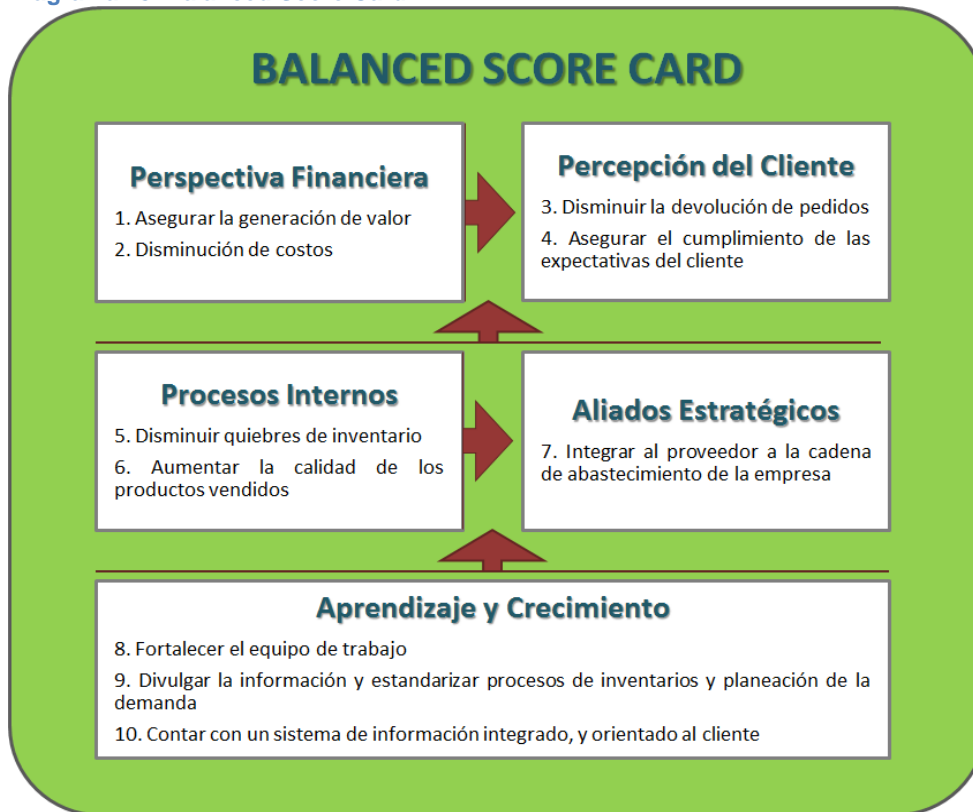 BALANCED SCORE CARD
Perspectiva Financiera
1. Asegurar la generación de valor
2. Disminución de costos
Percepción del Cliente
3. Disminuir la devolución de pedidos
4. Asegurar el cumplimiento de las
expectativas del cliente
Procesos Internos
5. Disminuir quiebres de inventario
6. Aumentar la calidad de los
productos vendidos
Aliados Estratégicos
7. Integrar al proveedor a la cadena
de abastecimiento de la empresa
Aprendizaje y Crecimiento
8. Fortalecer el equipo de trabajo
9. Divulgar la información y estandarizar procesos de inventarios y planeación de la
demanda
10. Contar con un sistema de información integrado, y orientado al cliente